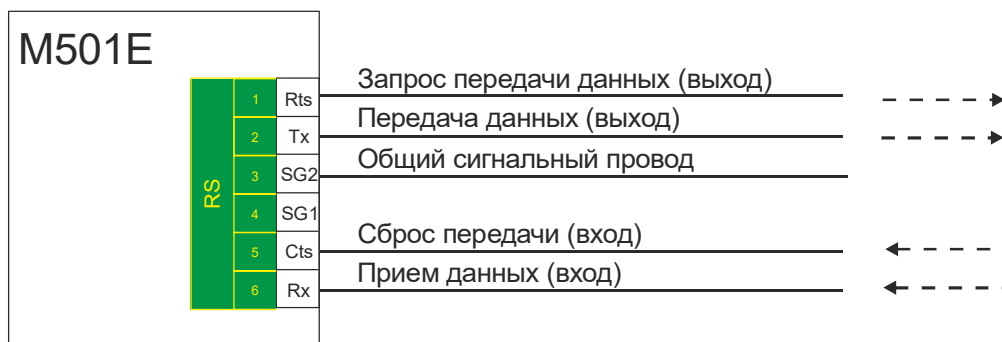 M501E
RS
1 Rts Запрос передачи данных (выход)
2 Tx Передача данных (выход)
3 SG2 Общий сигнальный провод
4 SG1
5 Cts Сброс передачи (вход)
6 Rx Прием данных (вход)